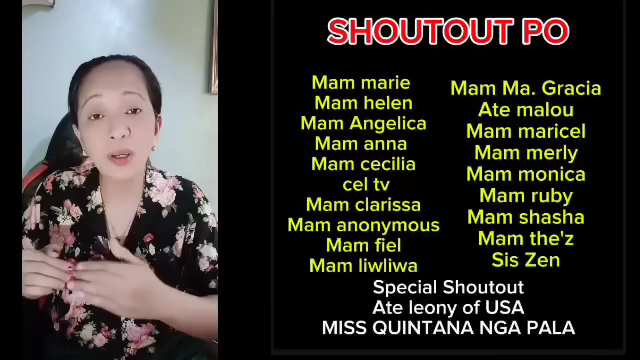 SHOUTOUT PO
Mam marie
Mam helen
Mam Angelica
Mam anna
Mam cecilia
cel tv
Mam clarissa
Mam anonymous
Mam fiel
Mam liwliwa
Mam Ma. Gracia
Ate malou
Mam maricel
Mam merly
Mam monica
Mam ruby
Mam shasha
Mam the'z
Sis Zen
Special Shoutout
Ate leony of USA
MISS QUINTANA NGA PALA